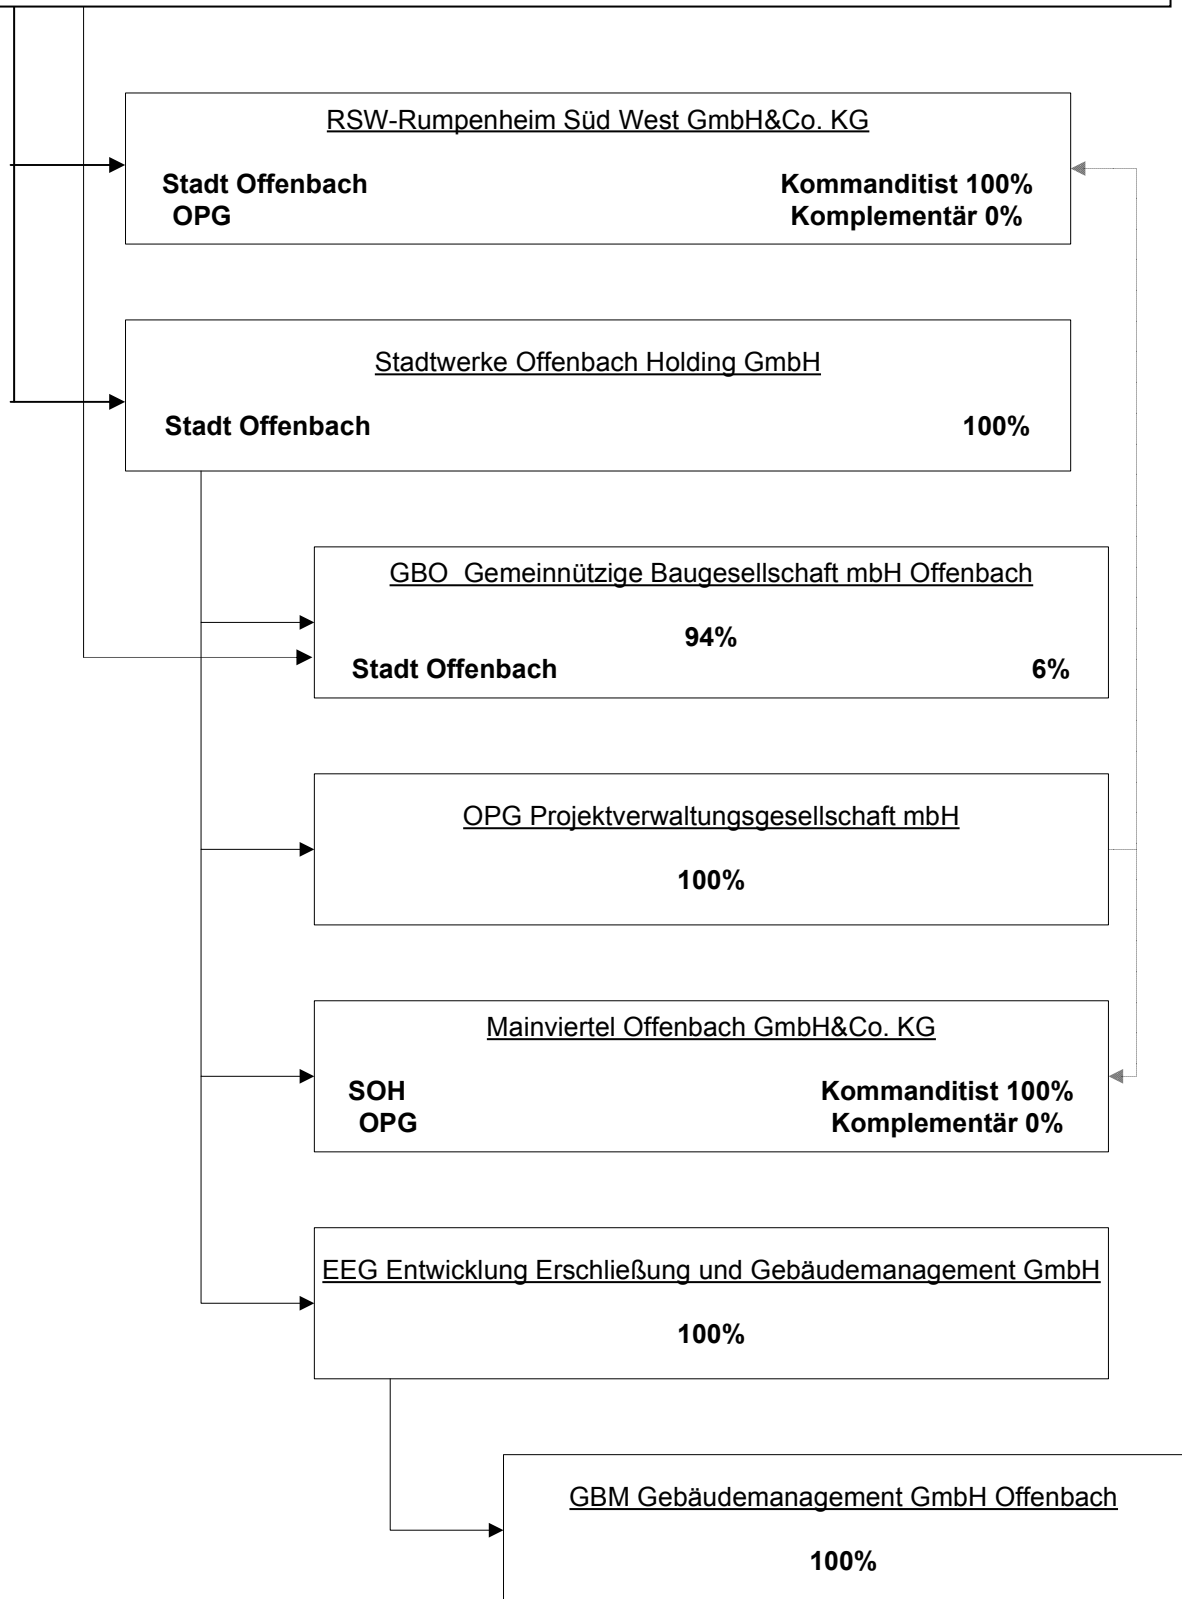 RSW-Rumpenheim Süd West GmbH&Co. KG
Stadt Offenbach Kommanditist 100%
OPG Komplementär 0%
Stadtwerke Offenbach Holding GmbH
Stadt Offenbach 100%
GBO Gemeinnützige Baugesellschaft mbH Offenbach
94%
Stadt Offenbach 6%
OPG Projektverwaltungsgesellschaft mbH
100%
Mainviertel Offenbach GmbH&Co. KG
SOH Kommanditist 100%
OPG Komplementär 0%
EEG Entwicklung Erschließung und Gebäudemanagement GmbH
100%
GBM Gebäudemanagement GmbH Offenbach
100%